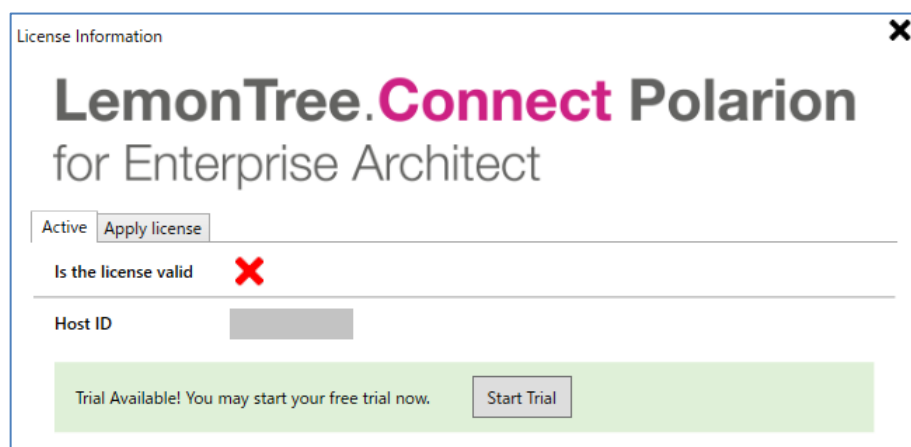 License Information
LemonTree.Connect Polarion
for Enterprise Architect
Active Apply license
Is the license valid
Host ID
Trial Available! You may start your free trial now. Start Trial